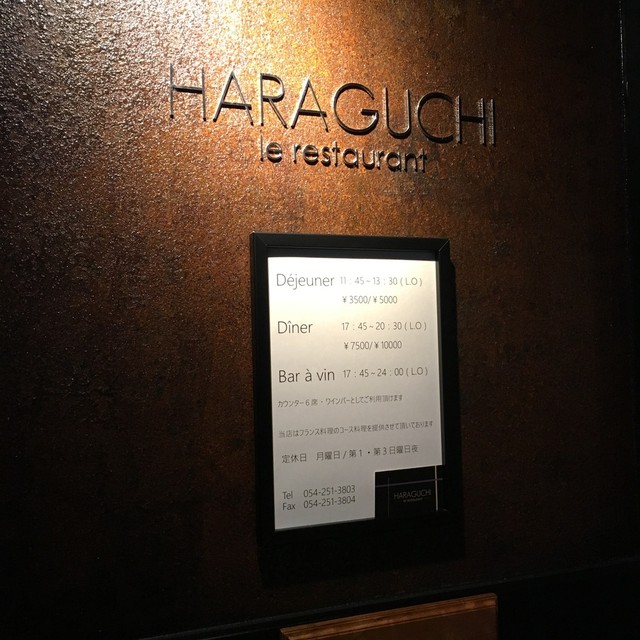 HARAGUCHI
le restaurant
Déjeuner 11：45～13：30（L.O）
￥3500/￥5000
Dîner 17：45～20：30（L.O）
￥7500/￥10000
Bar à vin 17：45～24：00（L.O）
カウンター６席・ワインバーとしてご利用頂けます
当店はフランス料理のコース料理を提供させて頂いております
定休日 月曜日/第１・第３日曜日夜
Tel 054-251-3803
Fax 054-251-3804
HARAGUCHI